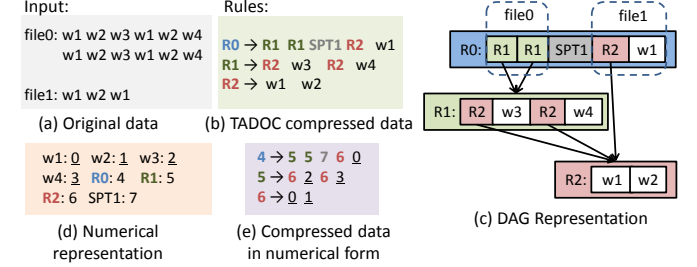 Input:
file0: w1 w2 w3 w1 w2 w4
w1 w2 w3 w1 w2 w4
file1: w1 w2 w1
(a) Original data
Rules:
R0 → R1 R1 SPT1 R2 w1
R1 → R2 w3 R2 w4
R2 → w1 w2
(b) TADOC compressed data
file0 file1
R0: R1 R1 SPT1 R2 w1
R1: R2 w3 R2 w4
R2: w1 w2
(c) DAG Representation
w1: 0 w2: 1 w3: 2
w4: 3 R0: 4 R1: 5
R2: 6 SPT1: 7
(d) Numerical
representation
4 → 5 5 7 6 0
5 → 6 2 6 3
6 → 0 1
(e) Compressed data
in numerical form